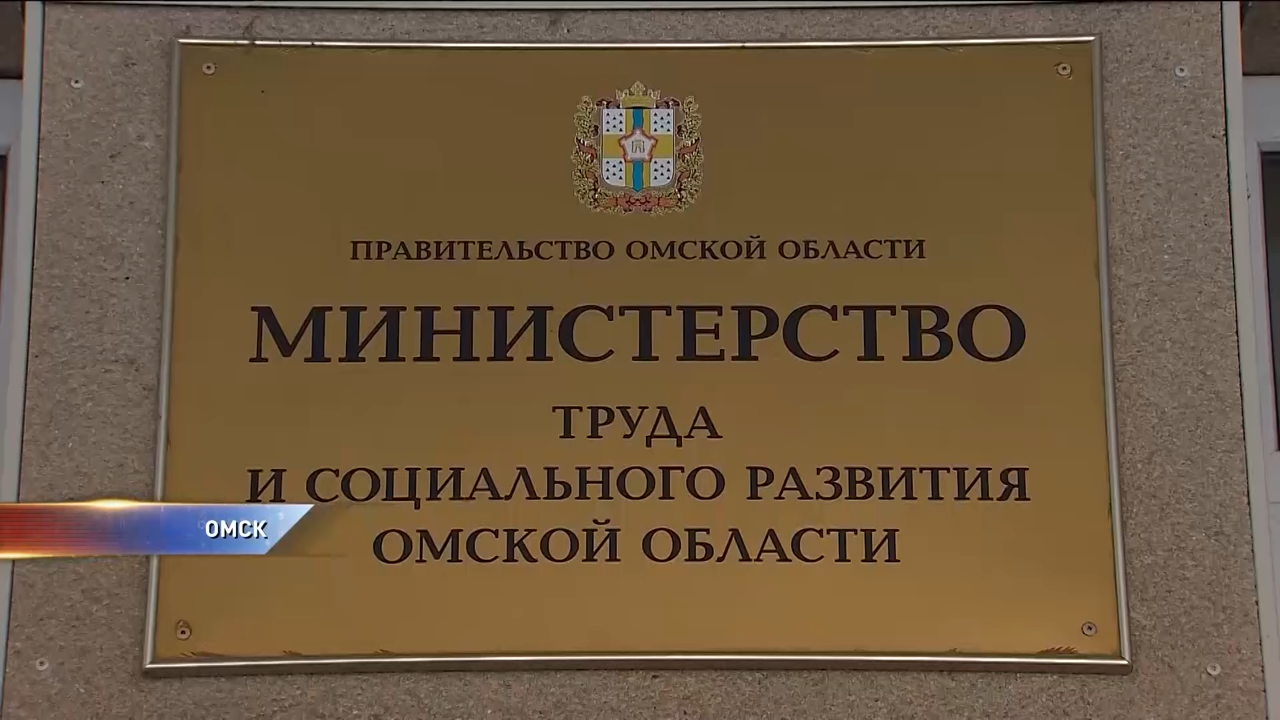 ПРАВИТЕЛЬСТВО ОМСКОЙ ОБЛАСТИ
МИНИСТЕРСТВО
ТРУДА
И СОЦИАЛЬНОГО РАЗВИТИЯ
ОМСКОЙ ОБЛАСТИ
ОМСК